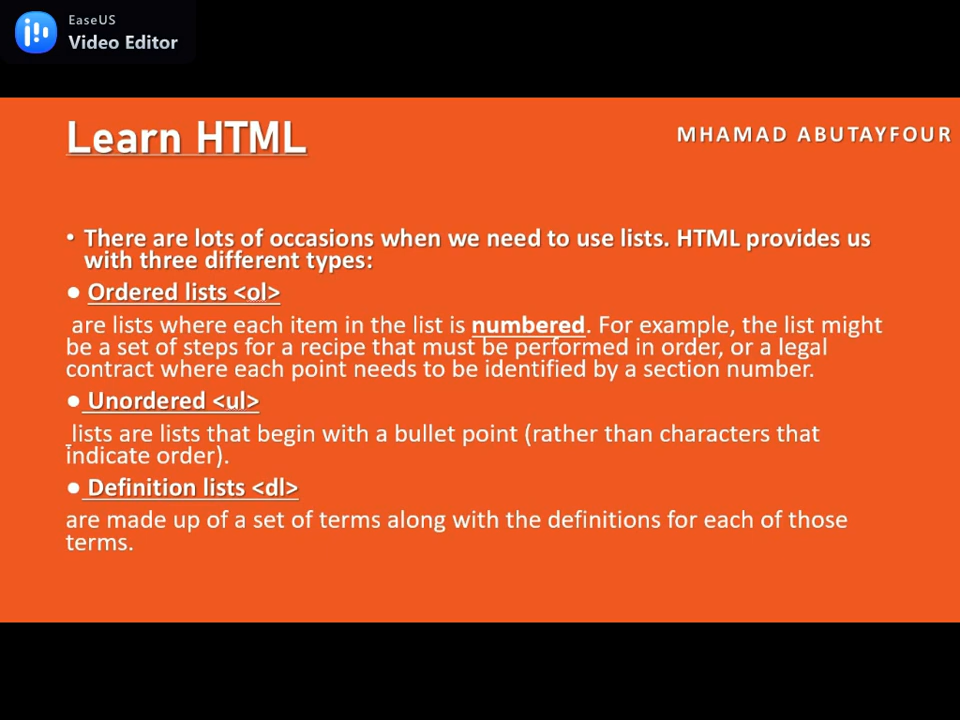 EaseUS
Video Editor
Learn HTML
MHAMAD ABUTAYFOUR
• There are lots of occasions when we need to use lists. HTML provides us
with three different types:
● Ordered lists <ol>
are lists where each item in the list is numbered. For example, the list might
be a set of steps for a recipe that must be performed in order, or a legal
contract where each point needs to be identified by a section number.
● Unordered <ul>
lists are lists that begin with a bullet point (rather than characters that
indicate order).
● Definition lists <dl>
are made up of a set of terms along with the definitions for each of those
terms.